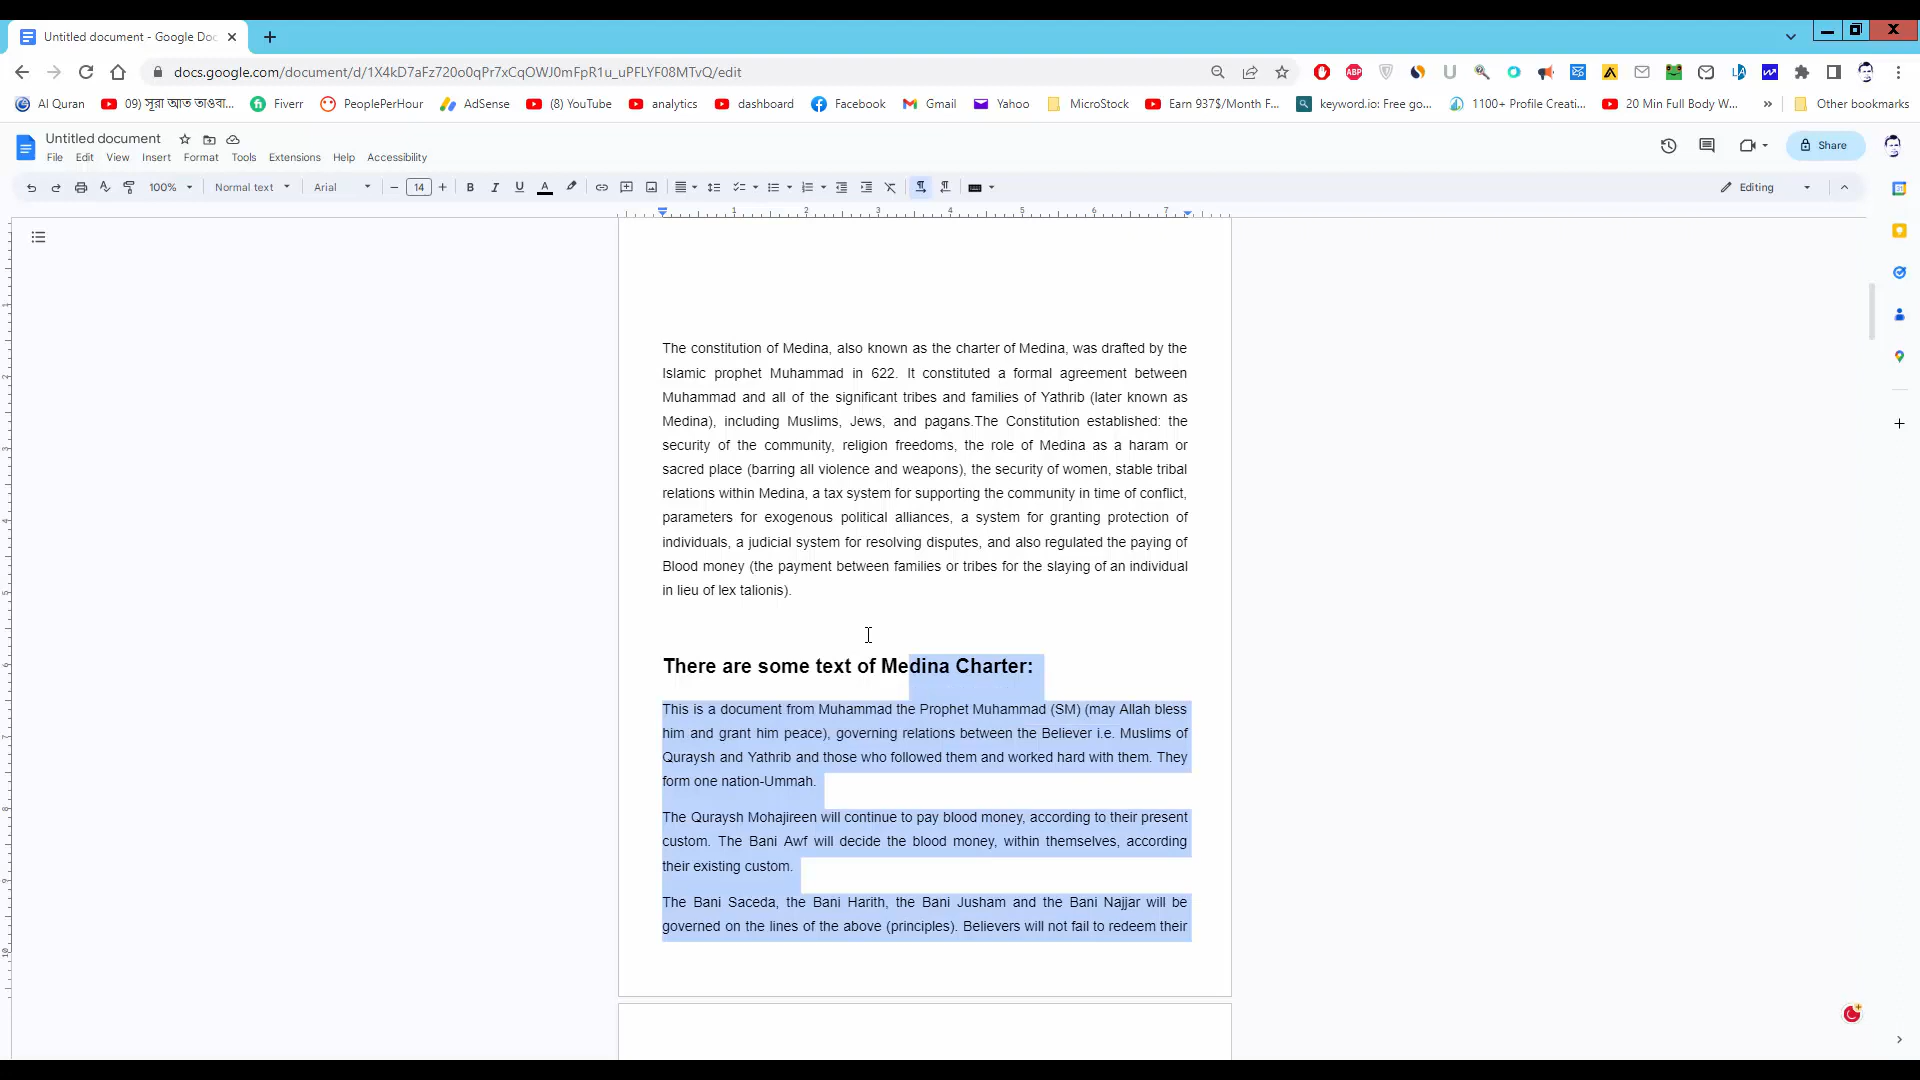 Untitled document - Google Doc
docs.google.com/document/d/1X4kD7aFz720o0qPr7xCqOWJ0mFpR1u_uPFLYF08MTvQ/edit
Al Quran
09) সূরা আত তাওবা...
Fiverr
PeoplePerHour
AdSense
(8) YouTube
analytics
dashboard
Facebook
Gmail
Yahoo
MicroStock
Earn 937$/Month F...
keyword.io: Free go...
1100+ Profile Creati...
20 Min Full Body W...
Other bookmarks
Untitled document
File Edit View Insert Format Tools Extensions Help Accessibility
Share
100% Normal text Arial 14 Editing
1 2 3 4 5 6 7
The constitution of Medina, also known as the charter of Medina, was drafted by the
Islamic prophet Muhammad in 622. It constituted a formal agreement between
Muhammad and all of the significant tribes and families of Yathrib (later known as
Medina), including Muslims, Jews, and pagans.The Constitution established: the
security of the community, religion freedoms, the role of Medina as a haram or
sacred place (barring all violence and weapons), the security of women, stable tribal
relations within Medina, a tax system for supporting the community in time of conflict,
parameters for exogenous political alliances, a system for granting protection of
individuals, a judicial system for resolving disputes, and also regulated the paying of
Blood money (the payment between families or tribes for the slaying of an individual
in lieu of lex talionis).
There are some text of Medina Charter:
This is a document from Muhammad the Prophet Muhammad (SM) (may Allah bless
him and grant him peace), governing relations between the Believer i.e. Muslims of
Quraysh and Yathrib and those who followed them and worked hard with them. They
form one nation-Ummah.
The Quraysh Mohajireen will continue to pay blood money, according to their present
custom. The Bani Awf will decide the blood money, within themselves, according
their existing custom.
The Bani Saceda, the Bani Harith, the Bani Jusham and the Bani Najjar will be
governed on the lines of the above (principles). Believers will not fail to redeem their